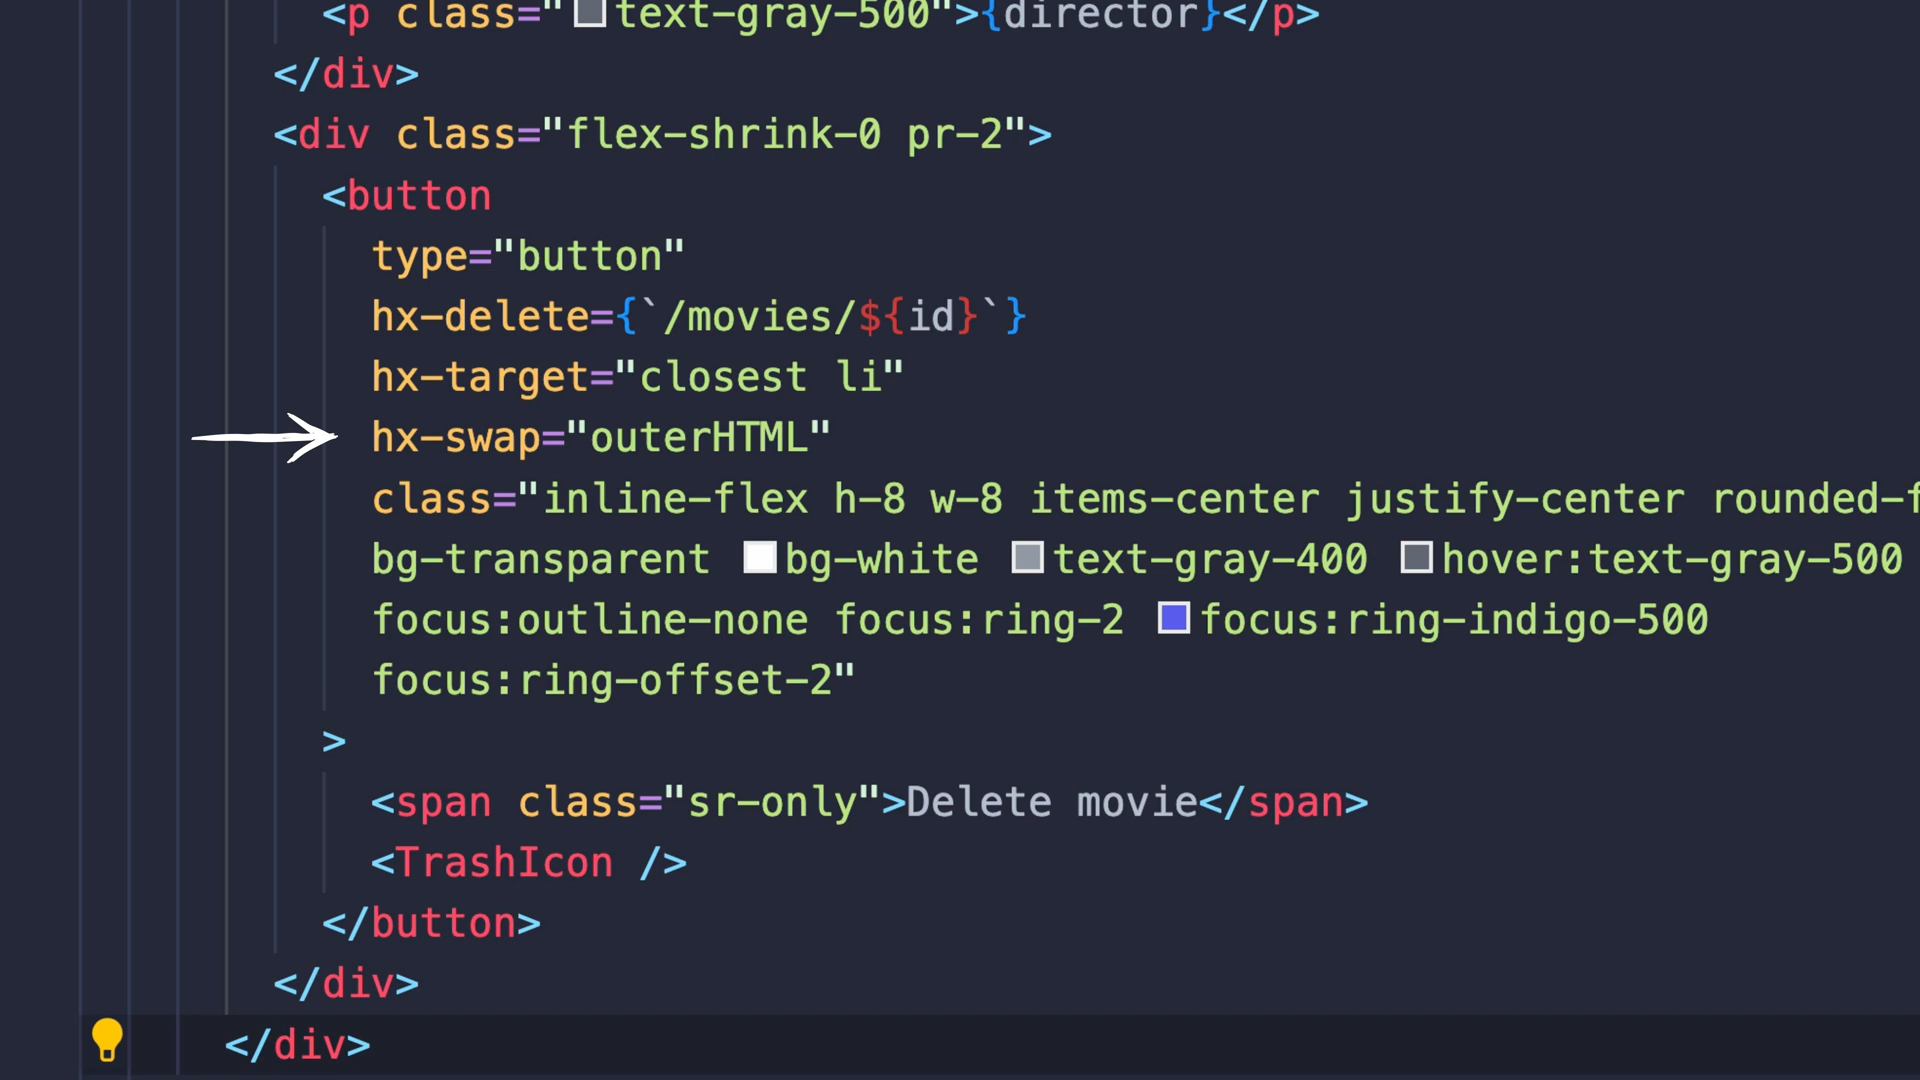 <p class="text-gray-500">{director}</p>
</div>
<div class="flex-shrink-0 pr-2">
<button
type="button"
hx-delete={`/movies/${id}`}
hx-target="closest li"
hx-swap="outerHTML"
class="inline-flex h-8 w-8 items-center justify-center rounded-f
bg-transparent bg-white text-gray-400 hover:text-gray-500
focus:outline-none focus:ring-2 focus:ring-indigo-500
focus:ring-offset-2"
>
<span class="sr-only">Delete movie</span>
<TrashIcon />
</button>
</div>
</div>